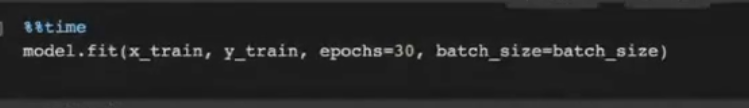 %%time
model.fit(x_train, y_train, epochs=30, batch_size=batch_size)